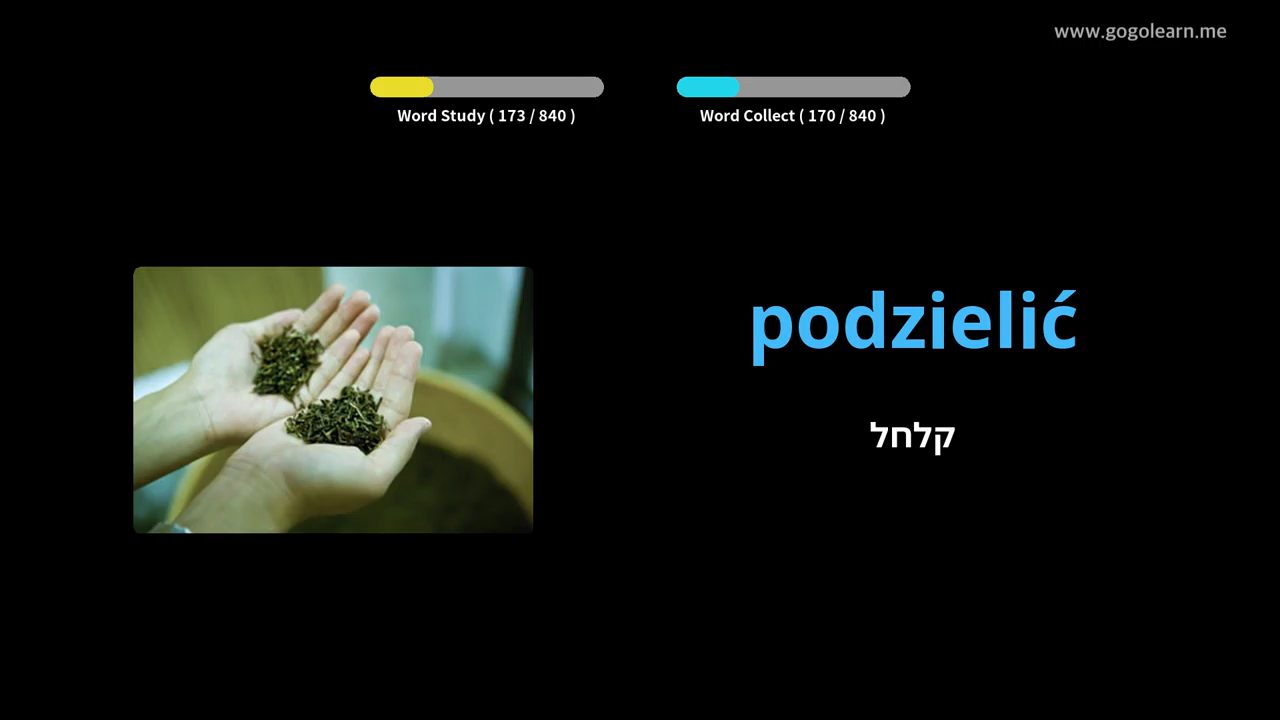 www.gogolearn.me
Word Study ( 173 / 840 )
Word Collect ( 170 / 840 )
podzielić
קלחל